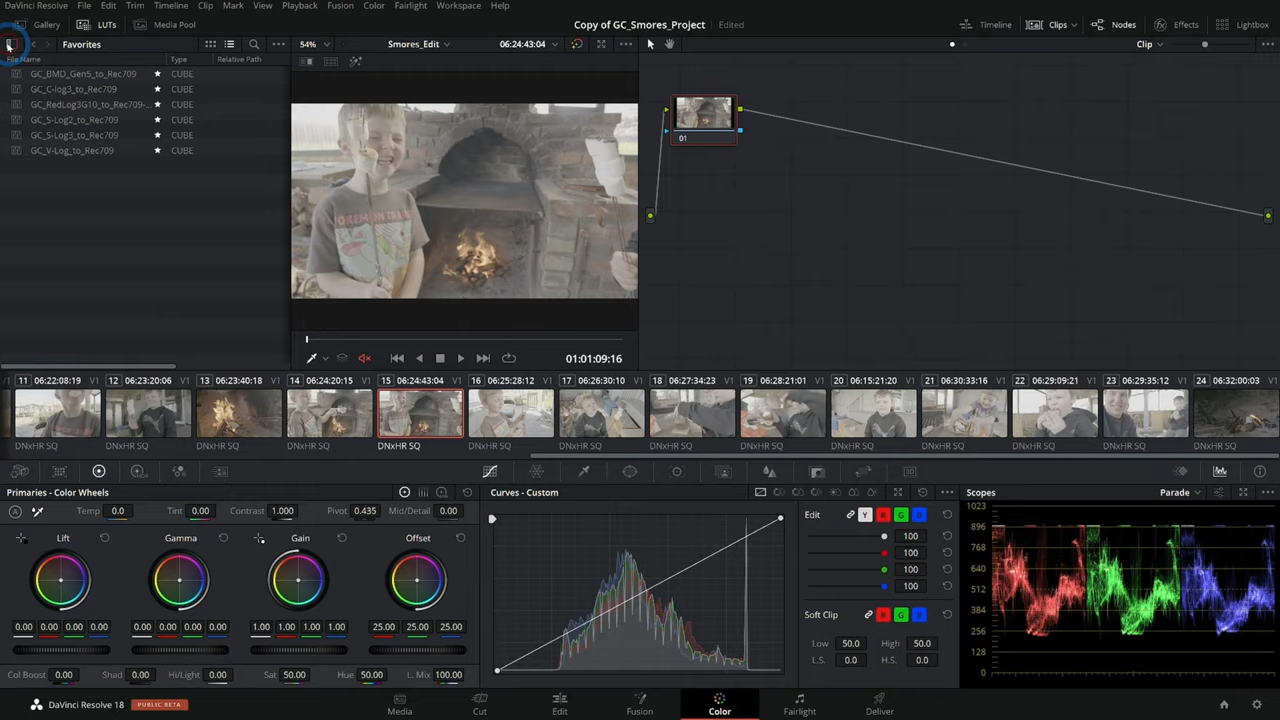 DaVinci Resolve File Edit Trim Timeline Clip Mark View Playback Fusion Color Fairlight Workspace Help
Gallery LUTs Media Pool Copy of GC_Smores_Project Edited Timeline Clips Nodes Effects Lightbox
Favorites 54% Smores_Edit 06:24:43:04 Clip
File Name Type Relative Path
GC_BMD_Gen5_to_Rec709 CUBE
GC_C-log3_to_Rec709 CUBE
GC_RedLog3G10_to_Rec709-... CUBE
GC_S-Log2_to_Rec709 CUBE
GC_S-Log3_to_Rec709 CUBE
GC_V-Log_to_Rec709 CUBE
01
01:01:09:16
11 06:22:08:19 V1 12 06:23:20:06 V1 13 06:23:40:18 V1 14 06:24:20:15 V1 15 06:24:43:04 V1 16 06:25:28:12 V1 17 06:26:30:10 V1 18 06:27:34:23 V1 19 06:28:21:01 V1 20 06:15:21:20 V1 21 06:30:33:16 V1 22 06:29:09:21 V1 23 06:29:35:12 V1 24 06:32:00:03 V1
DNxHR SQ DNxHR SQ DNxHR SQ DNxHR SQ DNxHR SQ DNxHR SQ DNxHR SQ DNxHR SQ DNxHR SQ DNxHR SQ DNxHR SQ DNxHR SQ DNxHR SQ DNxHR SQ
Primaries - Color Wheels Curves - Custom Scopes Parade
Temp 0.0 Tint 0.00 Contrast 1.000 Pivot 0.435 Mid/Detail 0.00
Edit Y R G B
Lift Gamma Gain Offset
100
100
100
100
Soft Clip R G B
0.00 0.00 0.00 0.00 0.00 0.00 0.00 0.00 1.00 1.00 1.00 1.00 25.00 25.00 25.00
Low 50.0 High 50.0
L.S. 0.0 H.S. 0.0
Col Boost 0.00 Shad 0.00 Hi/Light 0.00 Sat 50.00 Hue 50.00 L. Mix 100.00
1023
896
768
640
512
384
256
128
0
DaVinci Resolve 18 PUBLIC BETA Media Cut Edit Fusion Color Fairlight Deliver